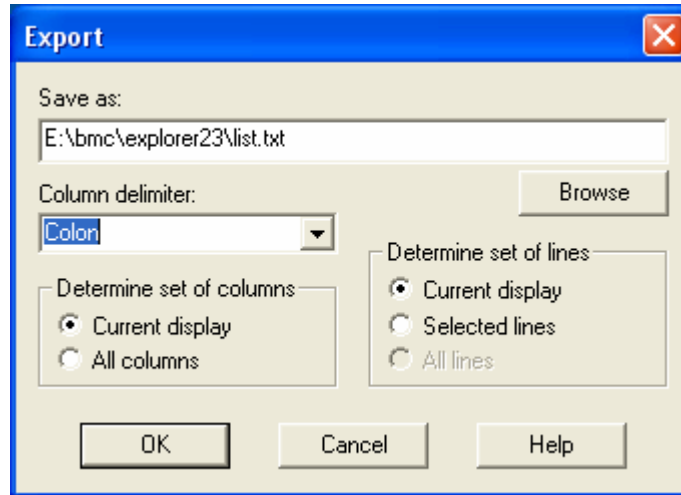 Export
Save as:
E:\bmc\explorer23\list.txt
Column delimiter:
Browse
Colon
Determine set of lines
Determine set of columns
Current display
Current display
Selected lines
All columns
All lines
OK
Cancel
Help